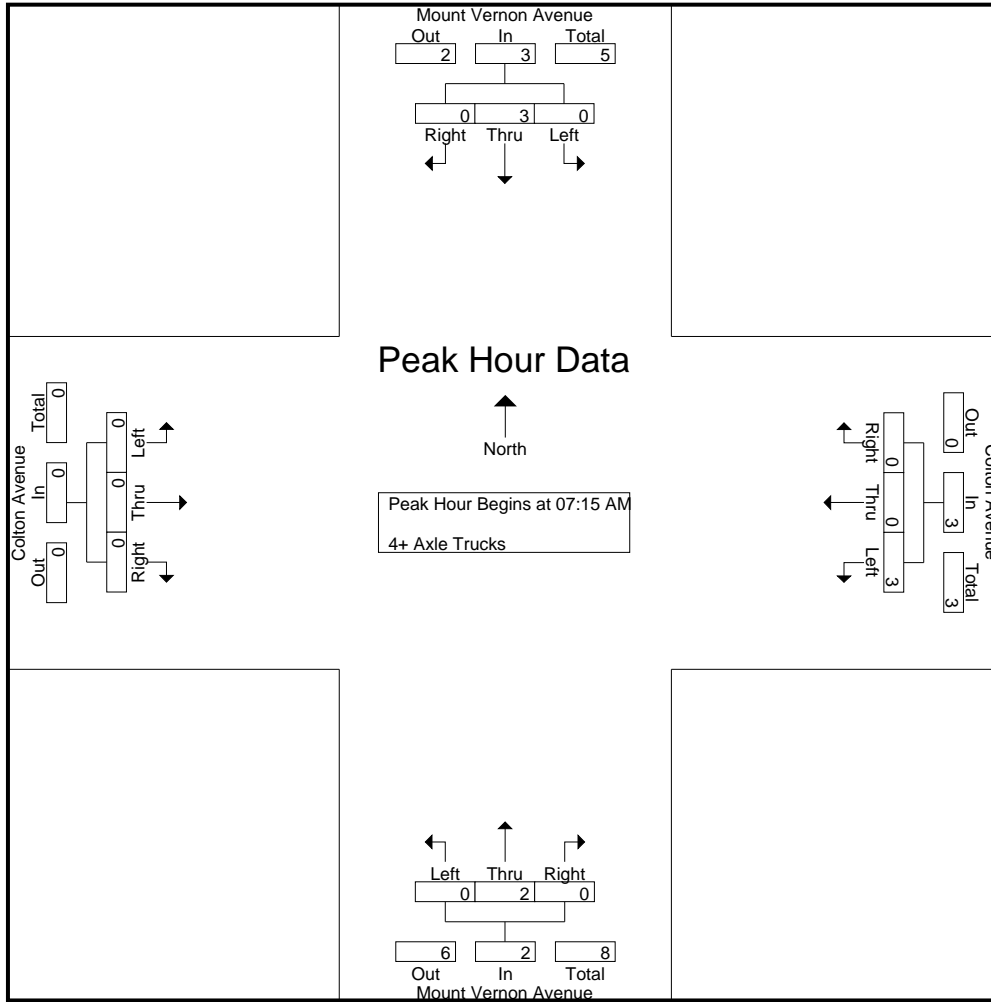 Mount Vernon Avenue
Out In Total
2 3 5
0 3 0
Right Thru Left
Peak Hour Data
North
Peak Hour Begins at 07:15 AM
4+ Axle Trucks
Colton Avenue
Total In Out
0 0 0
0 0 0
Left Thru Right
Right Thru Left
0 0 3
0 3 3
Out In Total
Colton Avenue
Left Thru Right
0 2 0
6 2 8
Out In Total
Mount Vernon Avenue